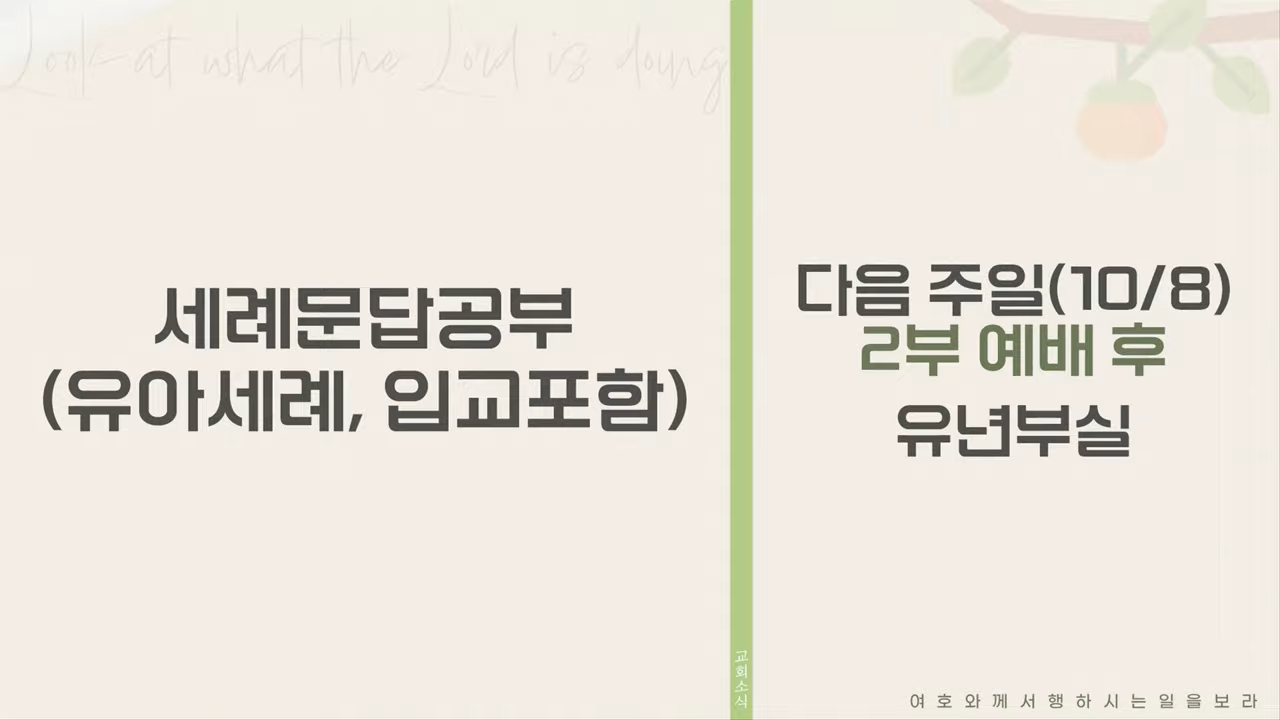 Look at what the Lord is doing
세례문답공부
(유아세례, 입교포함)
다음 주일(10/8)
2부 예배 후
유년부실
교회소식
여호와께서행하시는일을보라